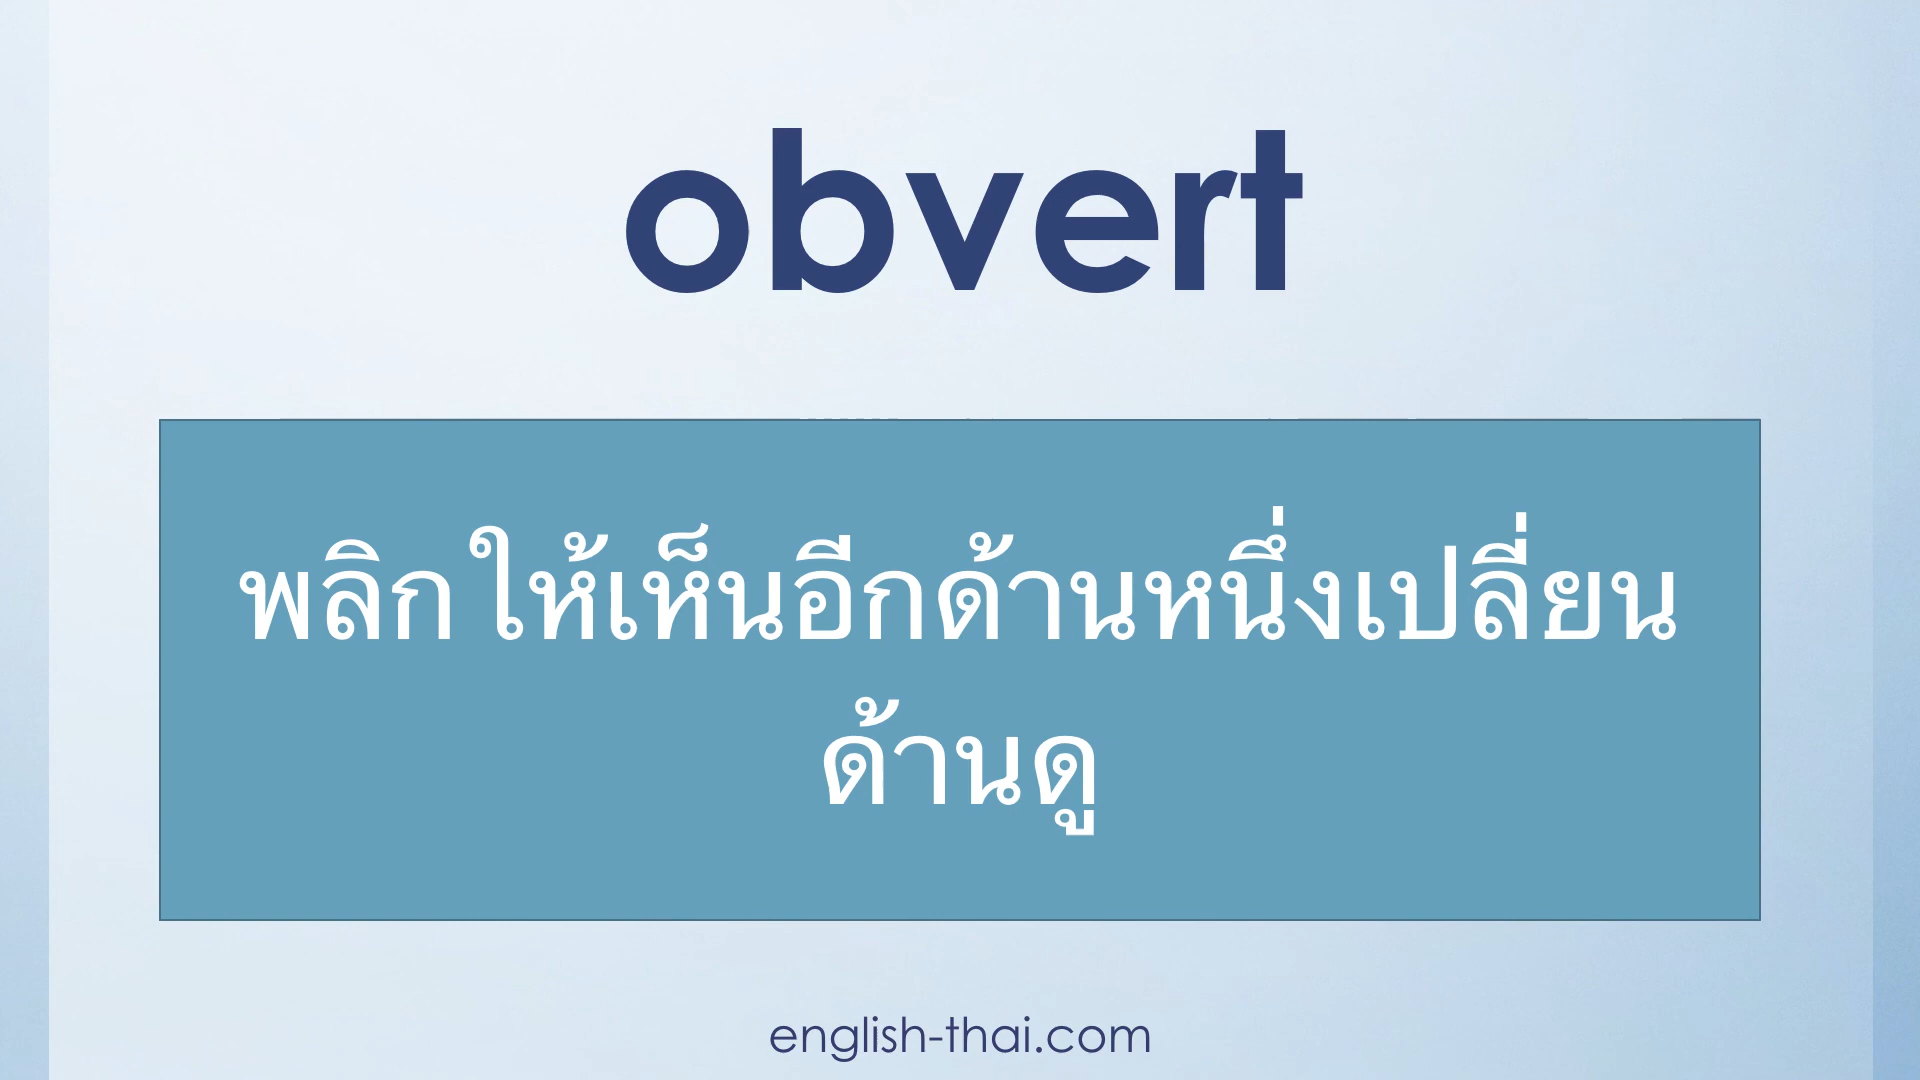 obvert
พลิกให้เห็นอีกด้านหนึ่งเปลี่ยน
ด้านดู
english-thai.com